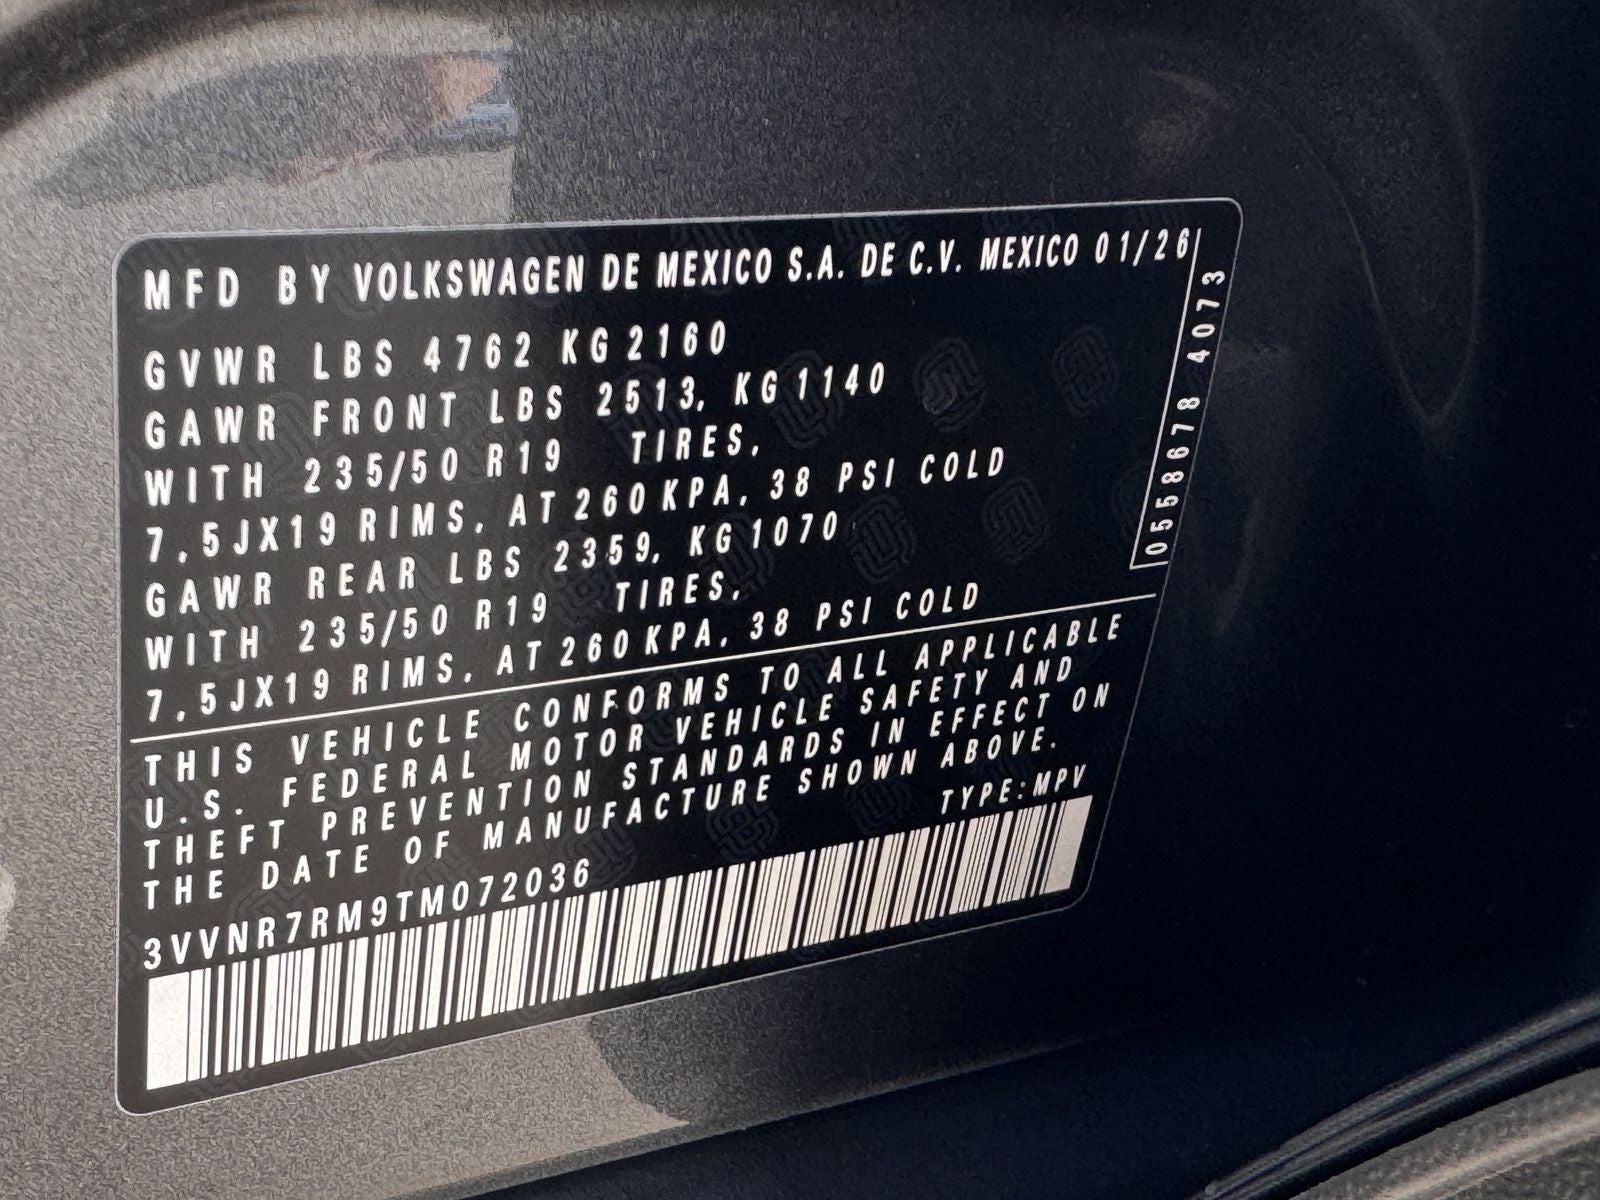 MFD BY VOLKSWAGEN DE MEXICO S.A. DE C.V. MEXICO 01/26
GVWR LBS 4762 KG 2160
GAWR FRONT LBS 2513, KG 1140
WITH 235/50 R19 TIRES,
7,5JX19 RIMS, AT 260 KPA, 38 PSI COLD
GAWR REAR LBS 2359, KG 1070
WITH 235/50 R19 TIRES,
7,5JX19 RIMS, AT 260 KPA, 38 PSI COLD
0558678 4073
THIS VEHICLE CONFORMS TO ALL APPLICABLE
U.S. FEDERAL MOTOR VEHICLE SAFETY AND
THEFT PREVENTION STANDARDS IN EFFECT ON
THE DATE OF MANUFACTURE SHOWN ABOVE.
TYPE: MPV
3VVNR7RM9TM072036